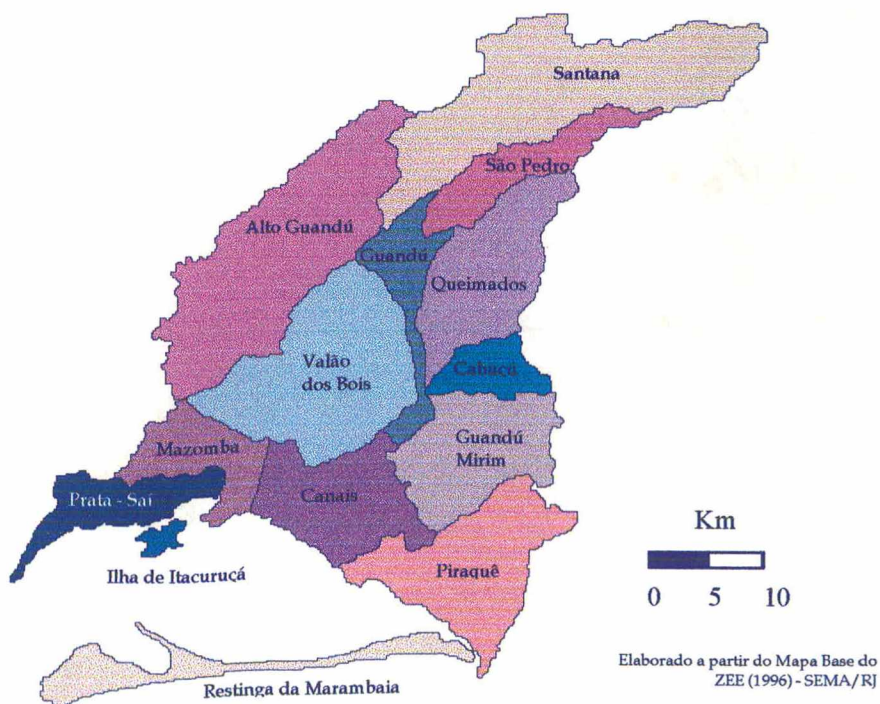 Santana
São Pedro
Alto Guandú
Guandú
Queimados
Valão
dos Bois
Cabuçú
Mazomba
Guandú
Mirim
Prata - Saí
Canais
Ilha de Itacuruçá
Piraquê
Km
0 5 10
Restinga da Marambaia
Elaborado a partir do Mapa Base do
ZEE (1996) - SEMA/RJ